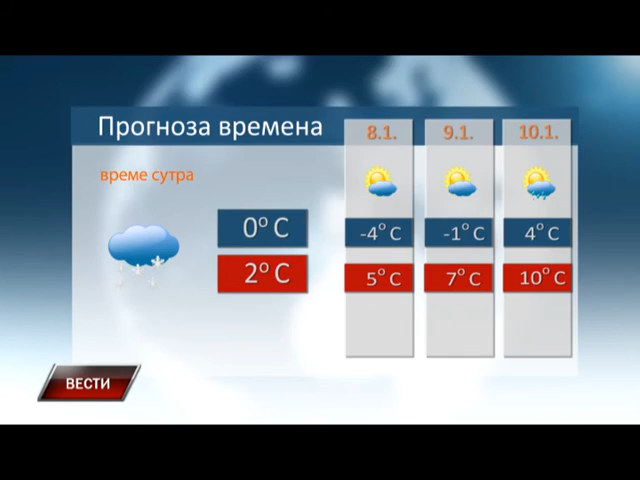 Прогноза времена
време сутра
0° C
2° C
8.1.
9.1.
10.1.
-4° C
-1° C
4° C
5° C
7° C
10° C
ВЕСТИ